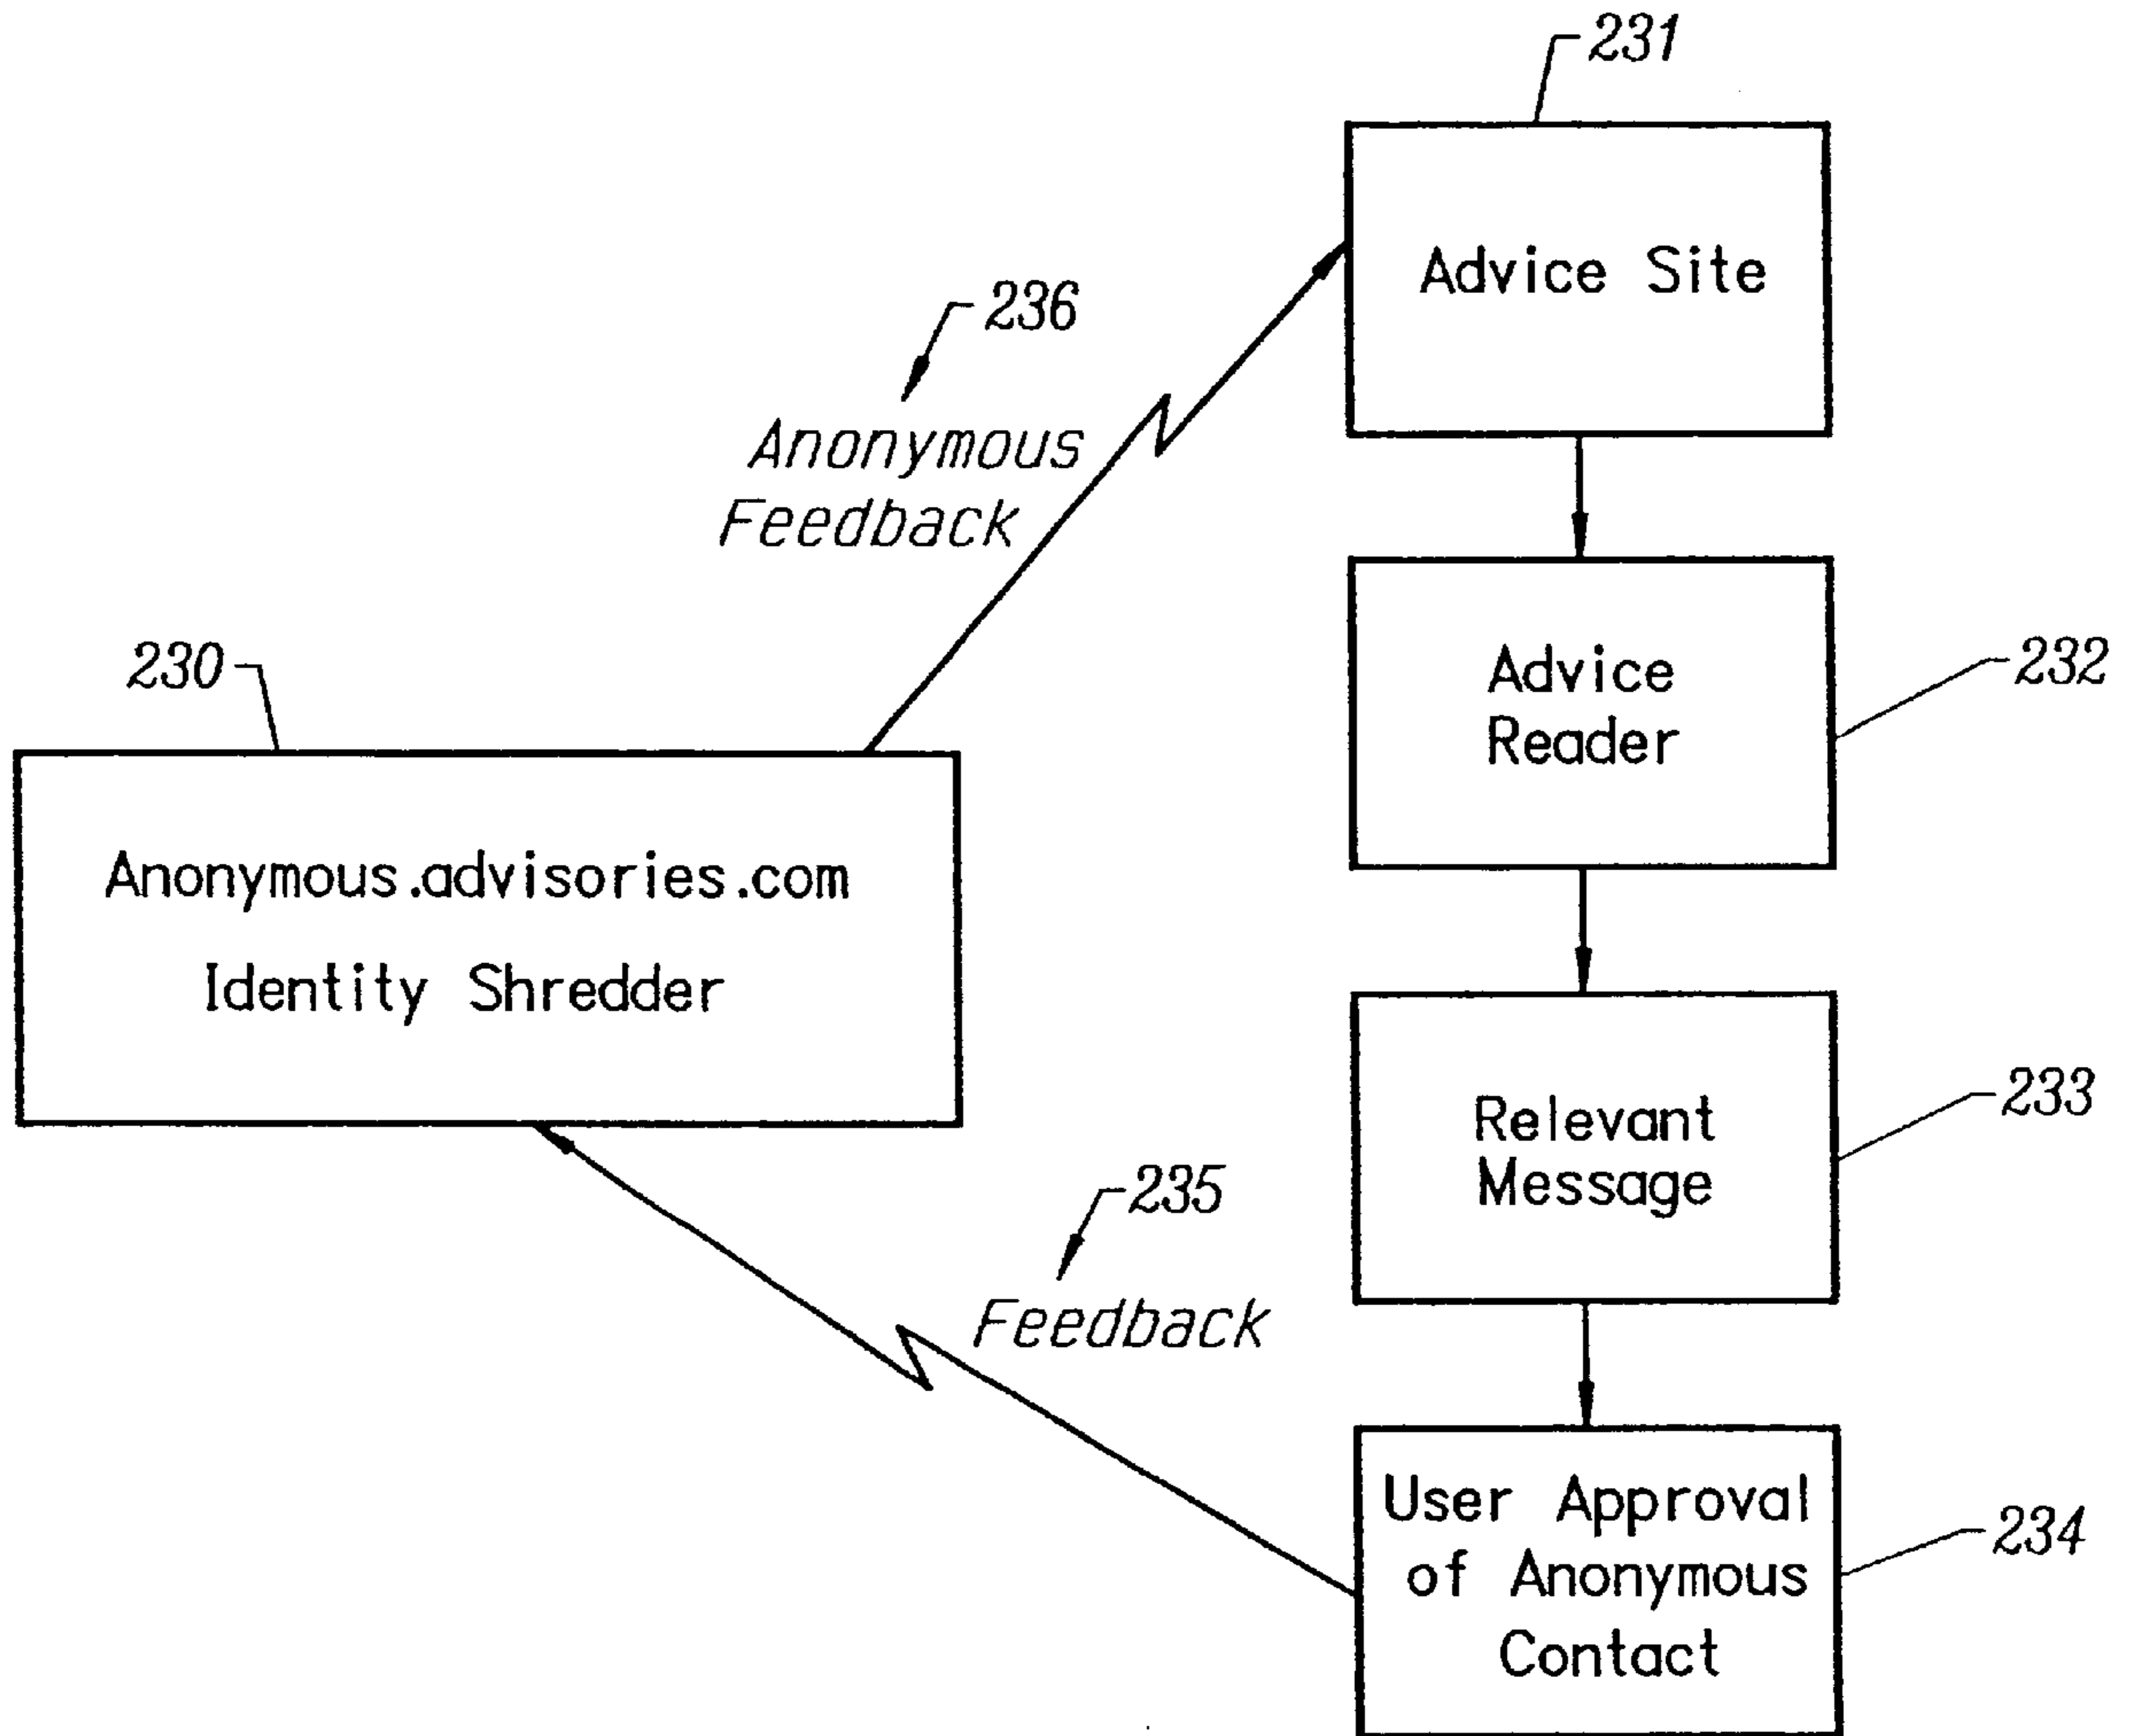 231
Advice Site
236
Anonymous
Feedback
230
Anonymous.advisories.com
Identity Shredder
Advice
Reader
232
Relevant
Message
233
235
Feedback
User Approval
of Anonymous
Contact
234